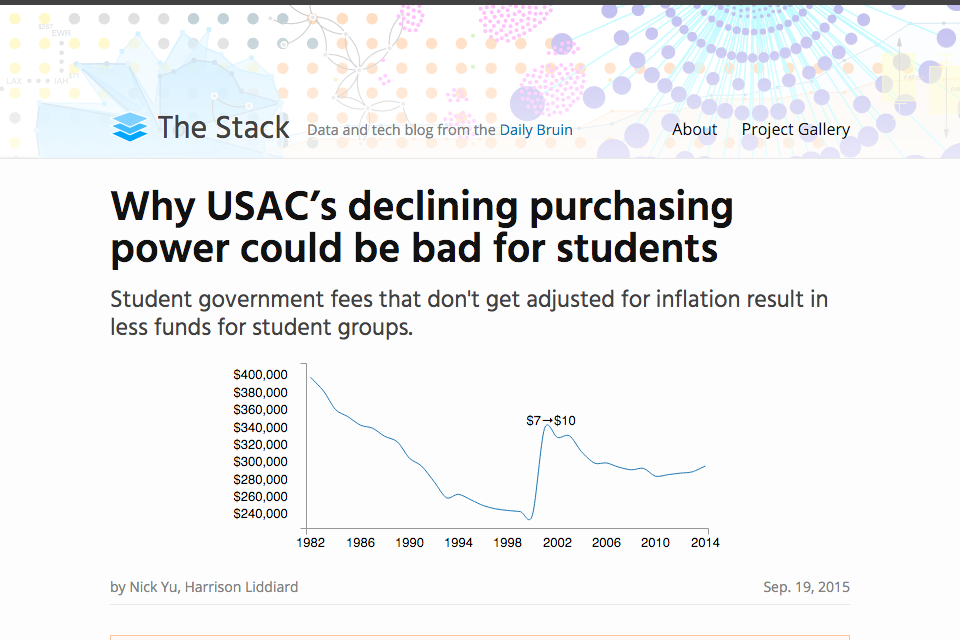 $287
EWR
LAX
IAH
The Stack
Data and tech blog from the Daily Bruin
About
Project Gallery
Why USAC’s declining purchasing
power could be bad for students
Student government fees that don't get adjusted for inflation result in
less funds for student groups.
$400,000
$380,000
$360,000
$340,000
$320,000
$300,000
$280,000
$260,000
$240,000
$7→$10
1982 1986 1990 1994 1998 2002 2006 2010 2014
by Nick Yu, Harrison Liddiard
Sep. 19, 2015